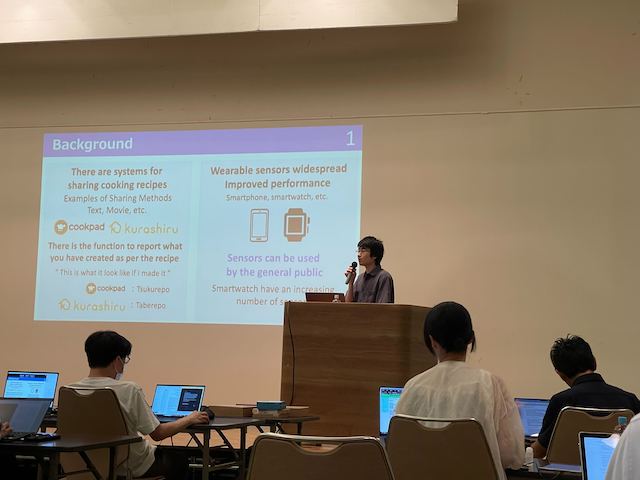 Background
1
There are systems for
sharing cooking recipes
Examples of Sharing Methods
Text, Movie, etc.
cookpad kurashiru
There is the function to report what
you have created as per the recipe
" This is what it look like if I made it "
cookpad : Tsukurepo
kurashiru : Taberepo
Wearable sensors widespread
Improved performance
Smartphone, smartwatch, etc.
Sensors can be used
by the general public
Smartwatch have an increasing
number of